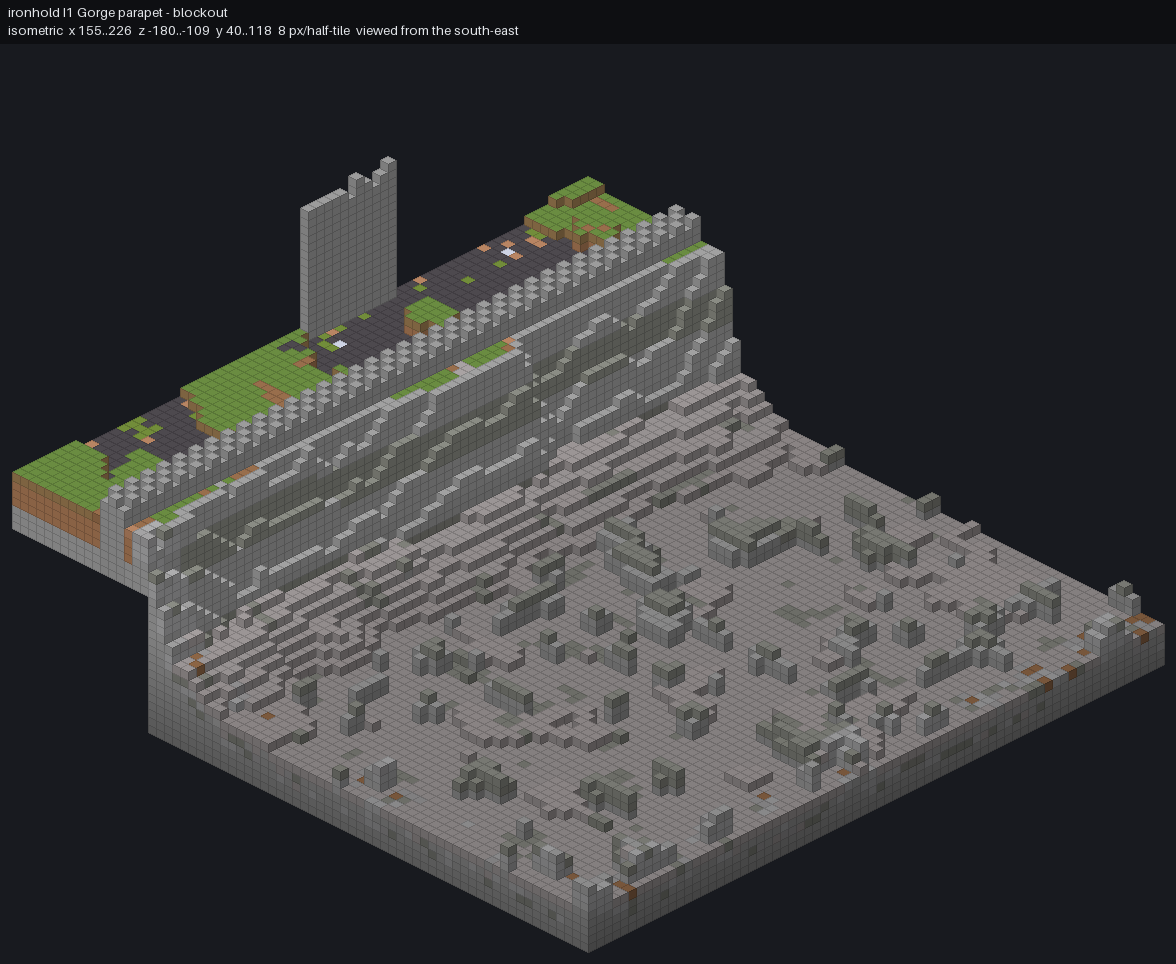 ironhold I1 Gorge parapet - blockout
isometric x 155..226 z -180..-109 y 40..118 8 px/half-tile viewed from the south-east